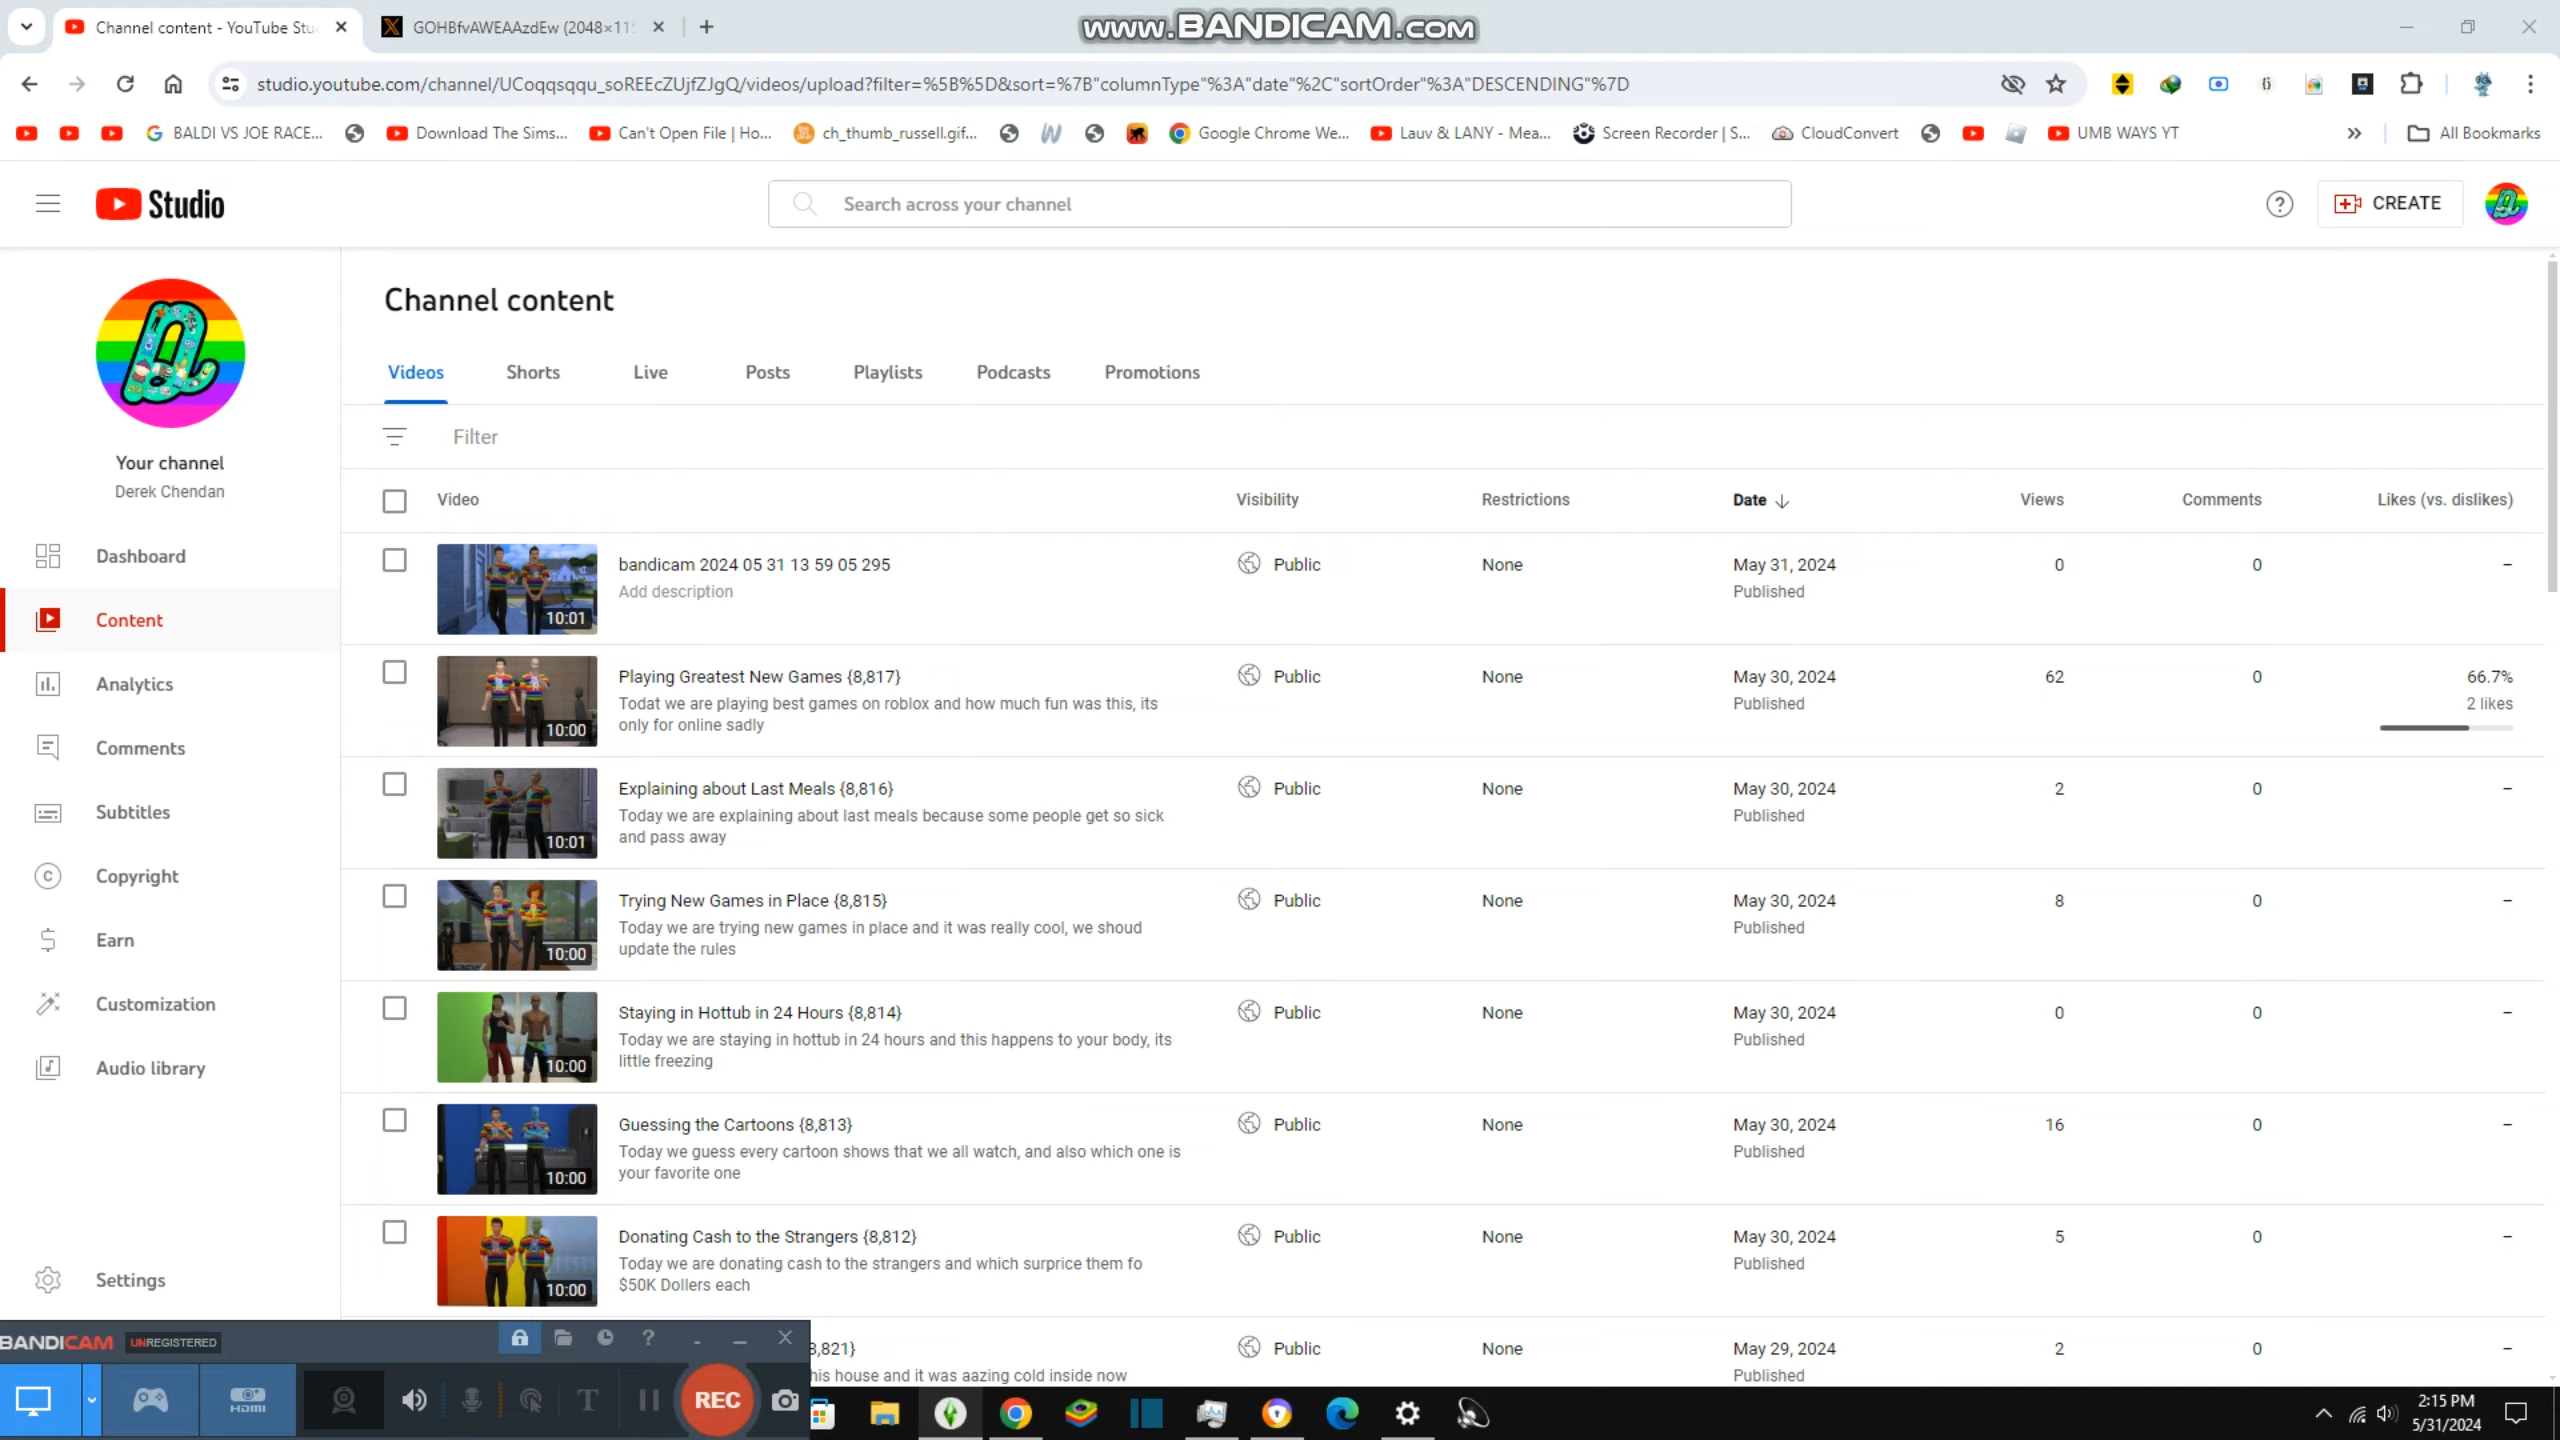 Channel content - YouTube Stu
GOHBfvAWEAAzdEw (2048×115
www.BANDICAM.com
studio.youtube.com/channel/UCoqqsqqu_soREEcZUjfZJgQ/videos/upload?filter=%5B%5D&sort=%7B"columnType"%3A"date"%2C"sortOrder"%3A"DESCENDING"%7D
BALDI VS JOE RACE...
Download The Sims...
Can't Open File | Ho...
ch_thumb_russell.gif...
Google Chrome We...
Lauv & LANY - Mea...
Screen Recorder | S...
CloudConvert
UMB WAYS YT
All Bookmarks
Studio
Search across your channel
CREATE
Your channel
Derek Chendan
Dashboard
Content
Analytics
Comments
Subtitles
Copyright
Earn
Customization
Audio library
Settings
Channel content
Videos Shorts Live Posts Playlists Podcasts Promotions
Filter
Video Visibility Restrictions Date Views Comments Likes (vs. dislikes)
bandicam 2024 05 31 13 59 05 295 Public None May 31, 2024 0 0 –
Add description Published
10:01
Playing Greatest New Games {8,817} Public None May 30, 2024 62 0 66.7%
Todat we are playing best games on roblox and how much fun was this, its Published 2 likes
only for online sadly
10:00
Explaining about Last Meals {8,816} Public None May 30, 2024 2 0 –
Today we are explaining about last meals because some people get so sick Published
and pass away
10:01
Trying New Games in Place {8,815} Public None May 30, 2024 8 0 –
Today we are trying new games in place and it was really cool, we shoud Published
update the rules
10:00
Staying in Hottub in 24 Hours {8,814} Public None May 30, 2024 0 0 –
Today we are staying in hottub in 24 hours and this happens to your body, its Published
little freezing
10:00
Guessing the Cartoons {8,813} Public None May 30, 2024 16 0 –
Today we guess every cartoon shows that we all watch, and also which one is Published
your favorite one
10:00
Donating Cash to the Strangers {8,812} Public None May 30, 2024 5 0 –
Today we are donating cash to the strangers and which surprice them fo Published
$50K Dollers each
10:00
8,821} Public None May 29, 2024 2 0 –
his house and it was aazing cold inside now Published
BANDICAM UNREGISTERED
HDMI
REC
2:15 PM
5/31/2024